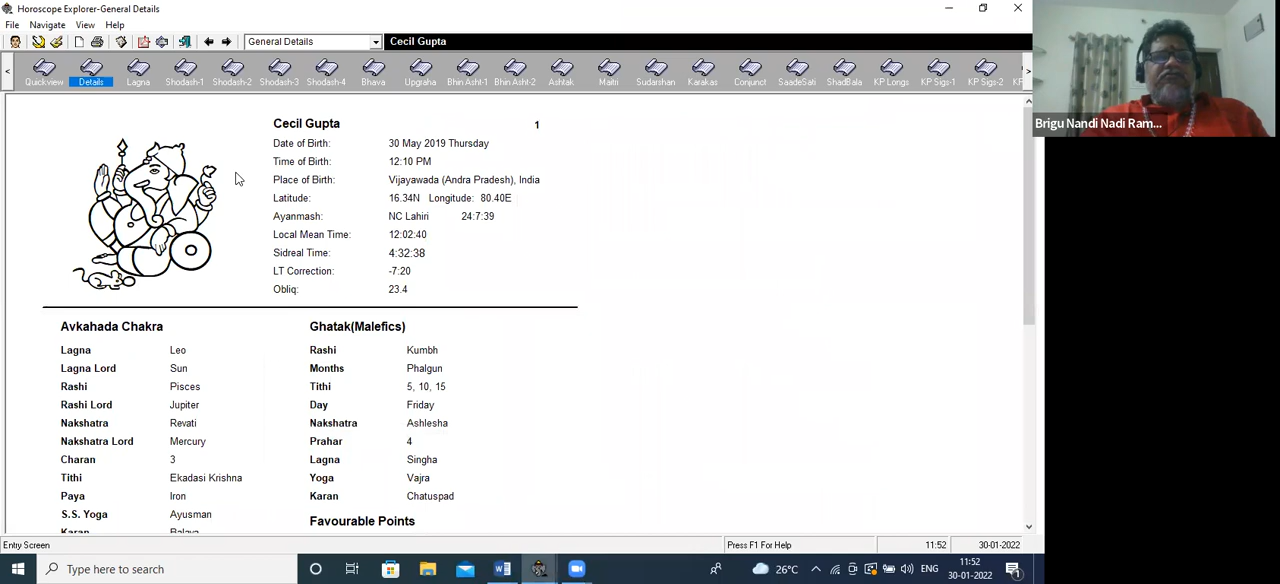 Horoscope Explorer-General Details
File Navigate View Help
General Details
Cecil Gupta
Quickview Details Lagna Shodash-1 Shodash-2 Shodash-3 Shodash-4 Bhava Upgraha Bhin Asht-1 Bhin Asht-2 Ashtak Maitri Sudarshan Karakas Conjunct SaadeSati ShadBala KP Longs KP Sigs-1 KP Sigs-2
Brigu Nandi Nadi Ram...
Cecil Gupta 1
Date of Birth: 30 May 2019 Thursday
Time of Birth: 12:10 PM
Place of Birth: Vijayawada (Andra Pradesh), India
Latitude: 16.34N Longitude: 80.40E
Ayanmash: NC Lahiri 24:7:39
Local Mean Time: 12:02:40
Sidreal Time: 4:32:38
LT Correction: -7:20
Obliq: 23.4
Avkahada Chakra
Lagna Leo
Lagna Lord Sun
Rashi Pisces
Rashi Lord Jupiter
Nakshatra Revati
Nakshatra Lord Mercury
Charan 3
Tithi Ekadasi Krishna
Paya Iron
S.S. Yoga Ayusman
Karan Balava
Ghatak(Malefics)
Rashi Kumbh
Months Phalgun
Tithi 5, 10, 15
Day Friday
Nakshatra Ashlesha
Prahar 4
Lagna Singha
Yoga Vajra
Karan Chatuspad
Favourable Points
Entry Screen
Press F1 For Help
11:52
30-01-2022
Type here to search
26°C
ENG
11:52
30-01-2022